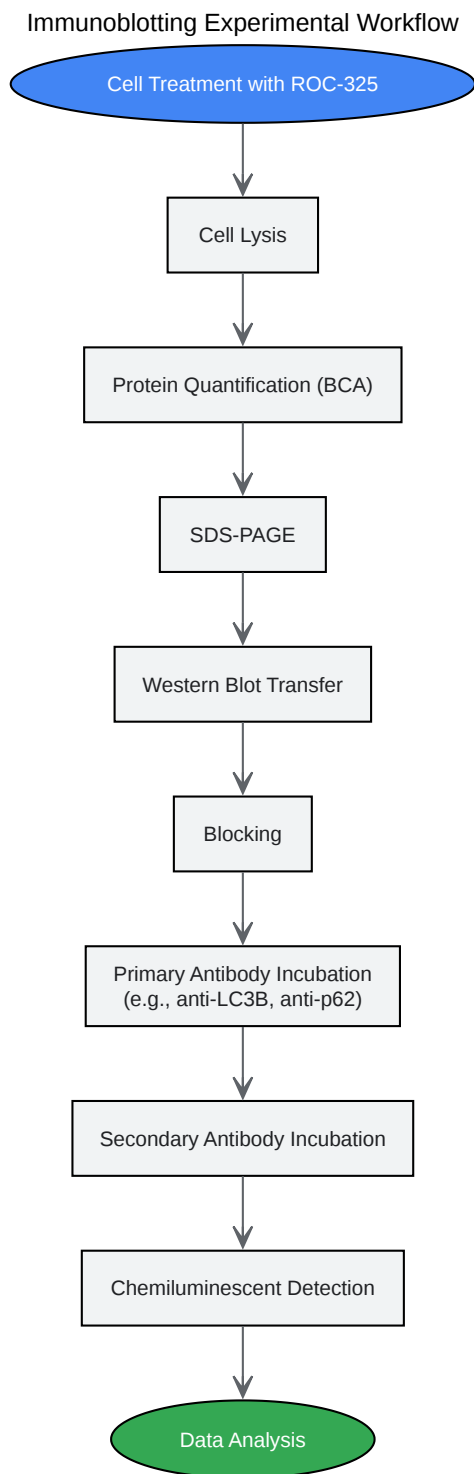 Immunoblotting Experimental Workflow
Cell Treatment with ROC-325
Cell Lysis
Protein Quantification (BCA)
SDS-PAGE
Western Blot Transfer
Blocking
Primary Antibody Incubation
(e.g., anti-LC3B, anti-p62)
Secondary Antibody Incubation
Chemiluminescent Detection
Data Analysis